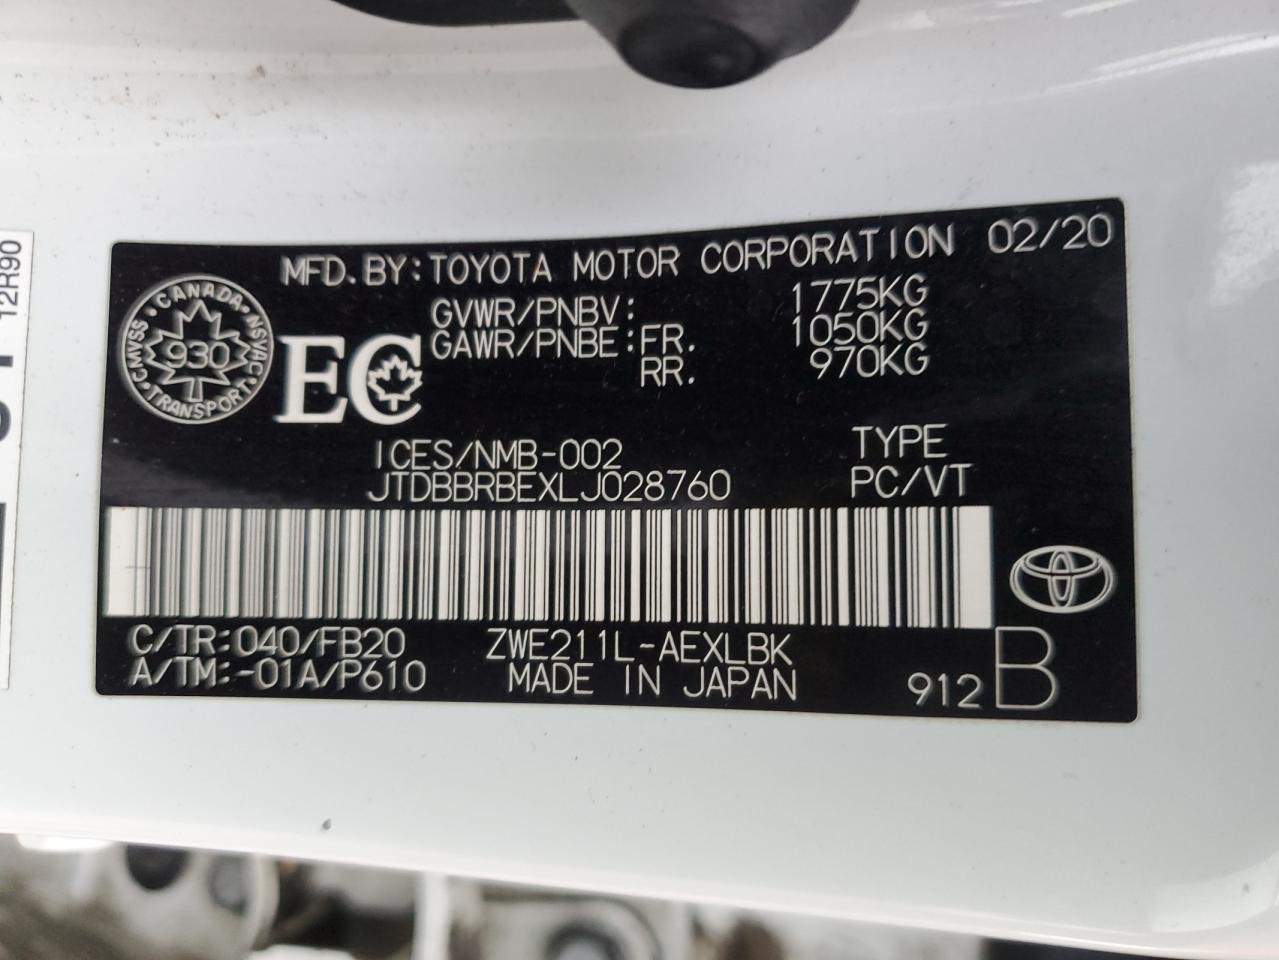 MFD.BY: TOYOTA MOTOR CORPORATION 02/20
GVWR/PNBV: 1775KG
GAWR/PNBE: FR. 1050KG
RR. 970KG
CANADA
CMVSS
NSVAC
930
TRANSPORT
EC
ICES/NMB-002
TYPE
JTDBBRBEXLJ028760
PC/VT
C/TR:040/FB20
ZWE211L-AEXLBK
A/TM:-01A/P610
MADE IN JAPAN
912 B
12R90